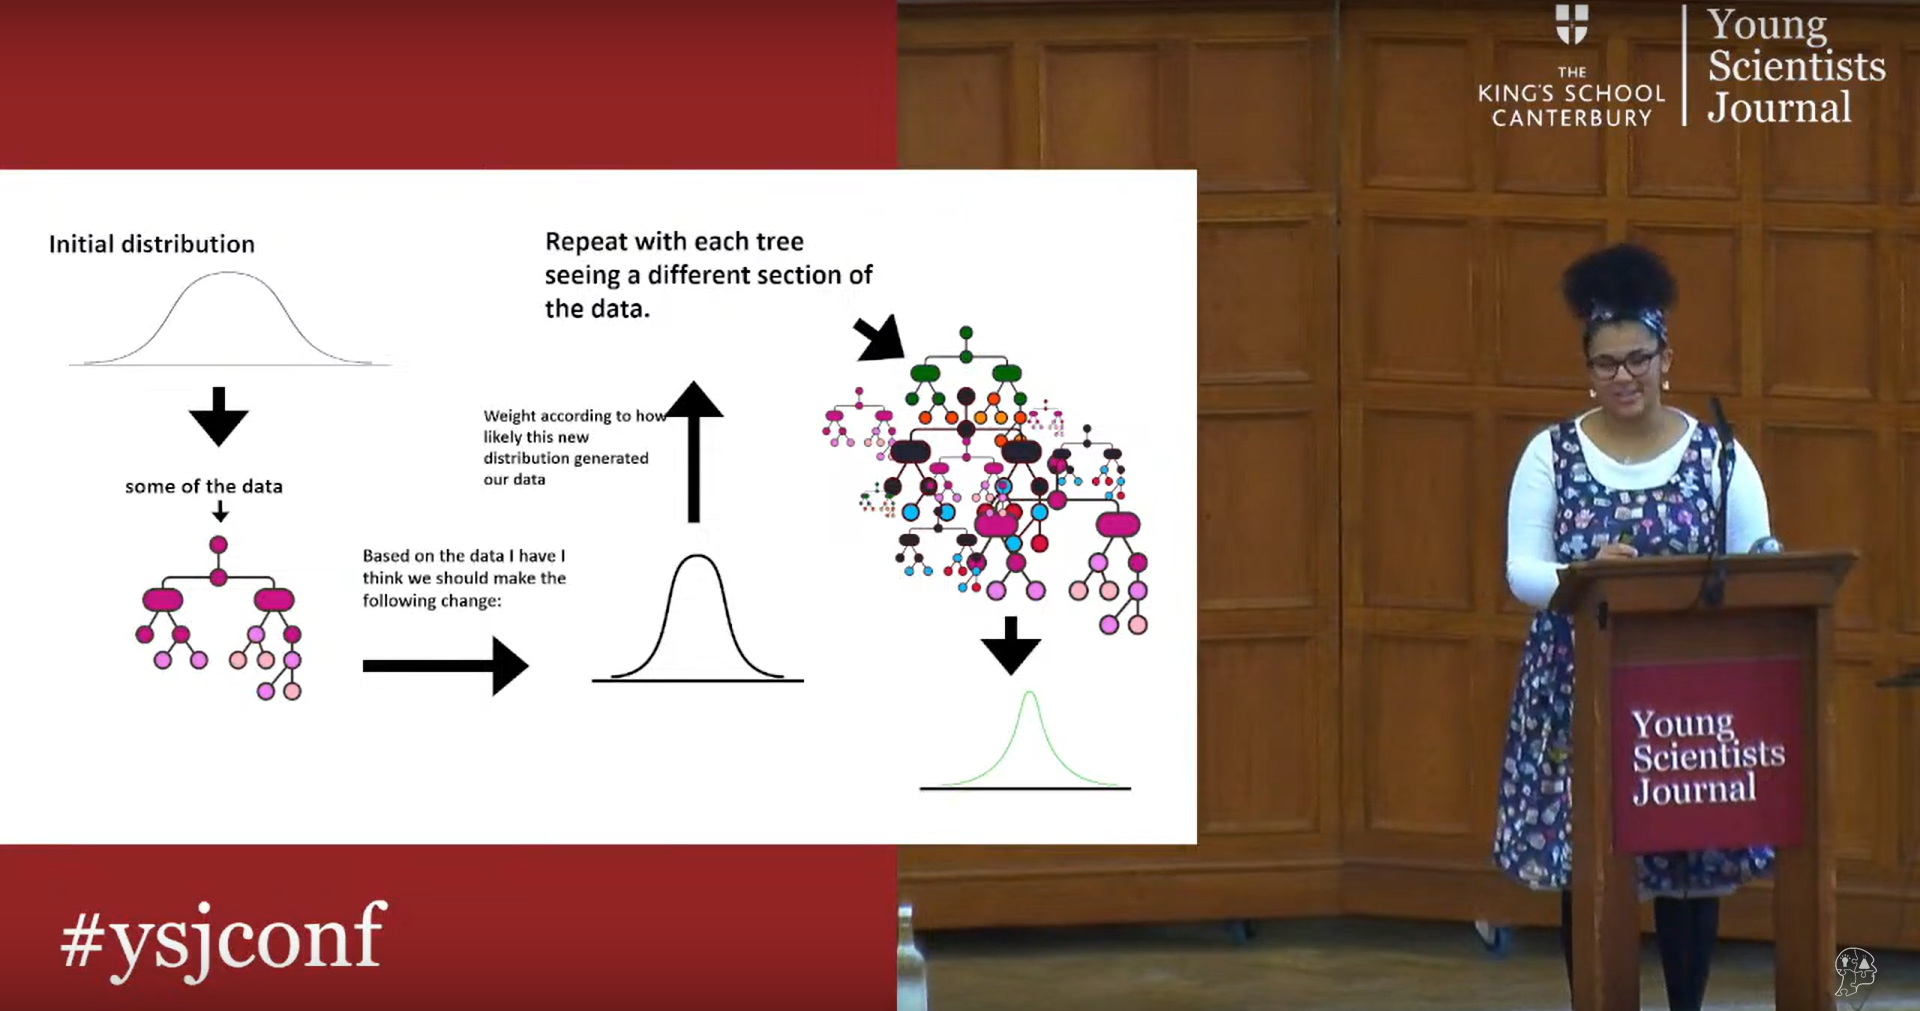 THE
KING'S SCHOOL
CANTERBURY
Young
Scientists
Journal
Initial distribution
some of the data
Based on the data I have I
think we should make the
following change:
Weight according to how
likely this new
distribution generated
our data
Repeat with each tree
seeing a different section of
the data.
Young
Scientists
Journal
#ysjconf